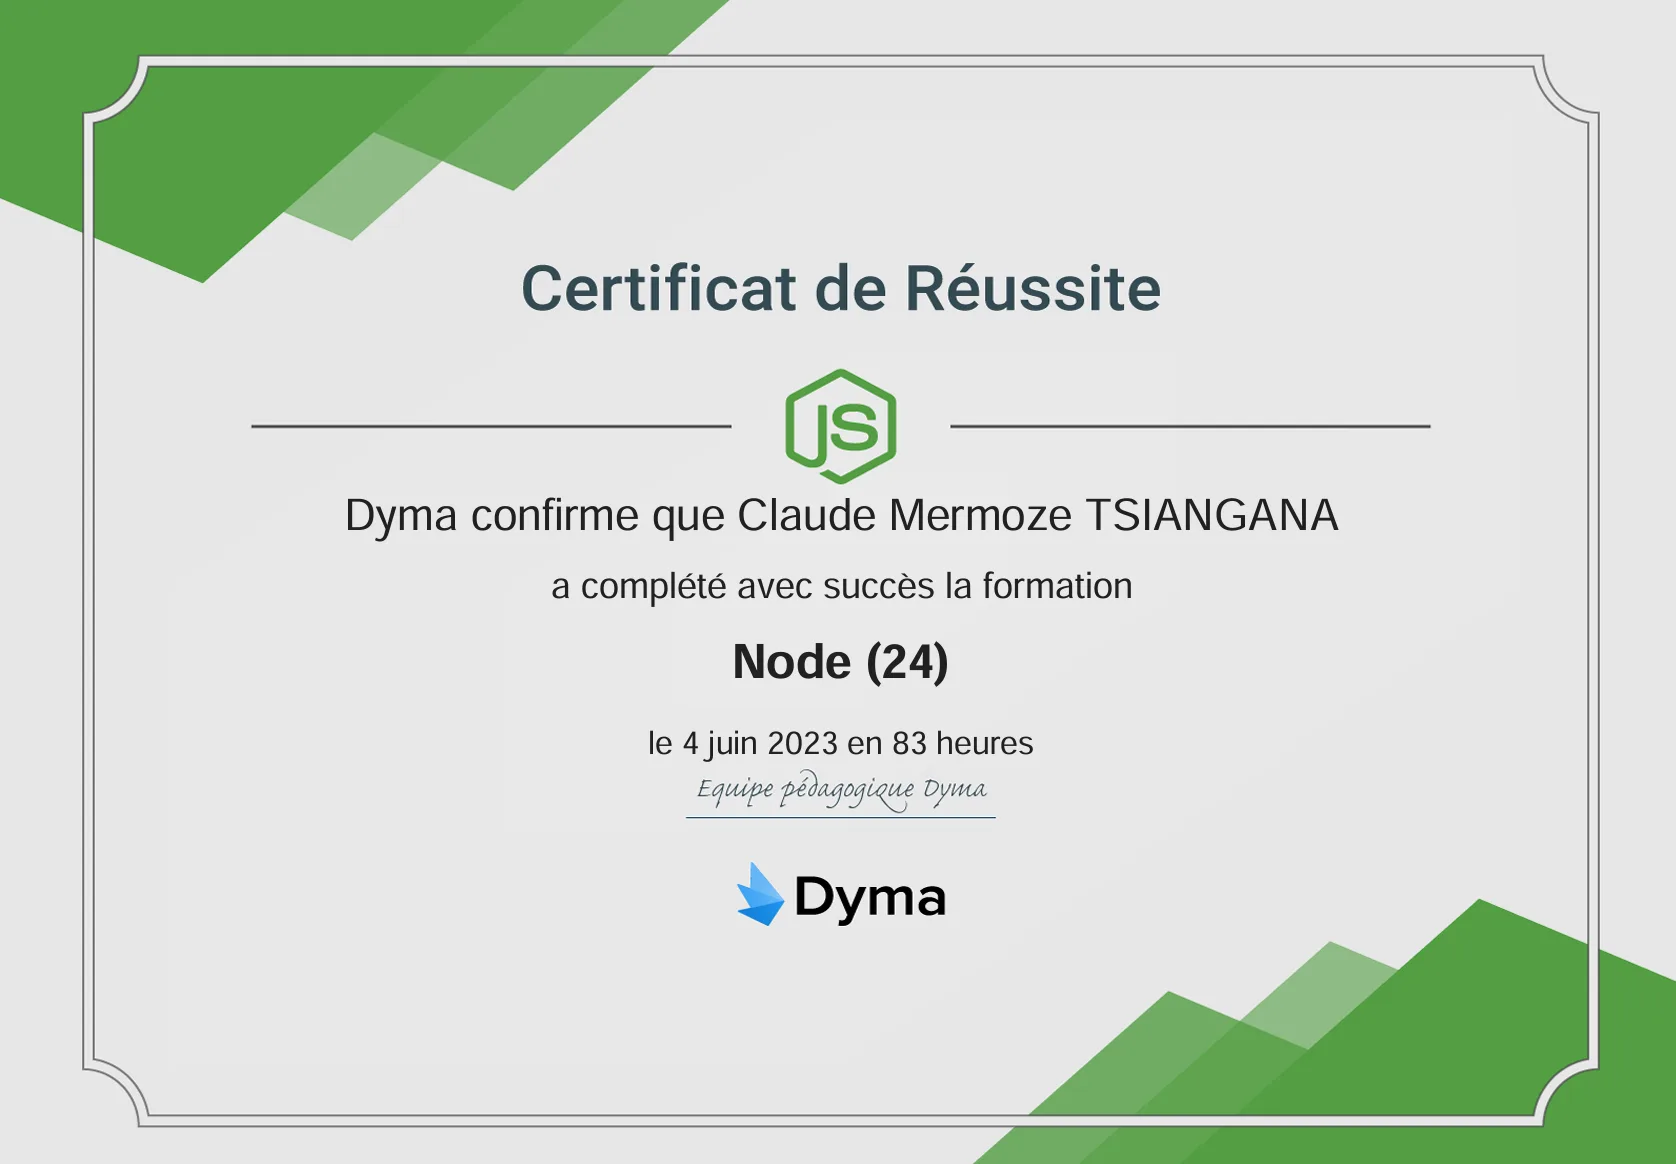 Certificat de Réussite
JS
Dyma confirme que Claude Mermoze TSIANGANA
a complété avec succès la formation
Node (24)
le 4 juin 2023 en 83 heures
Equipe pédagogique Dyma
Dyma